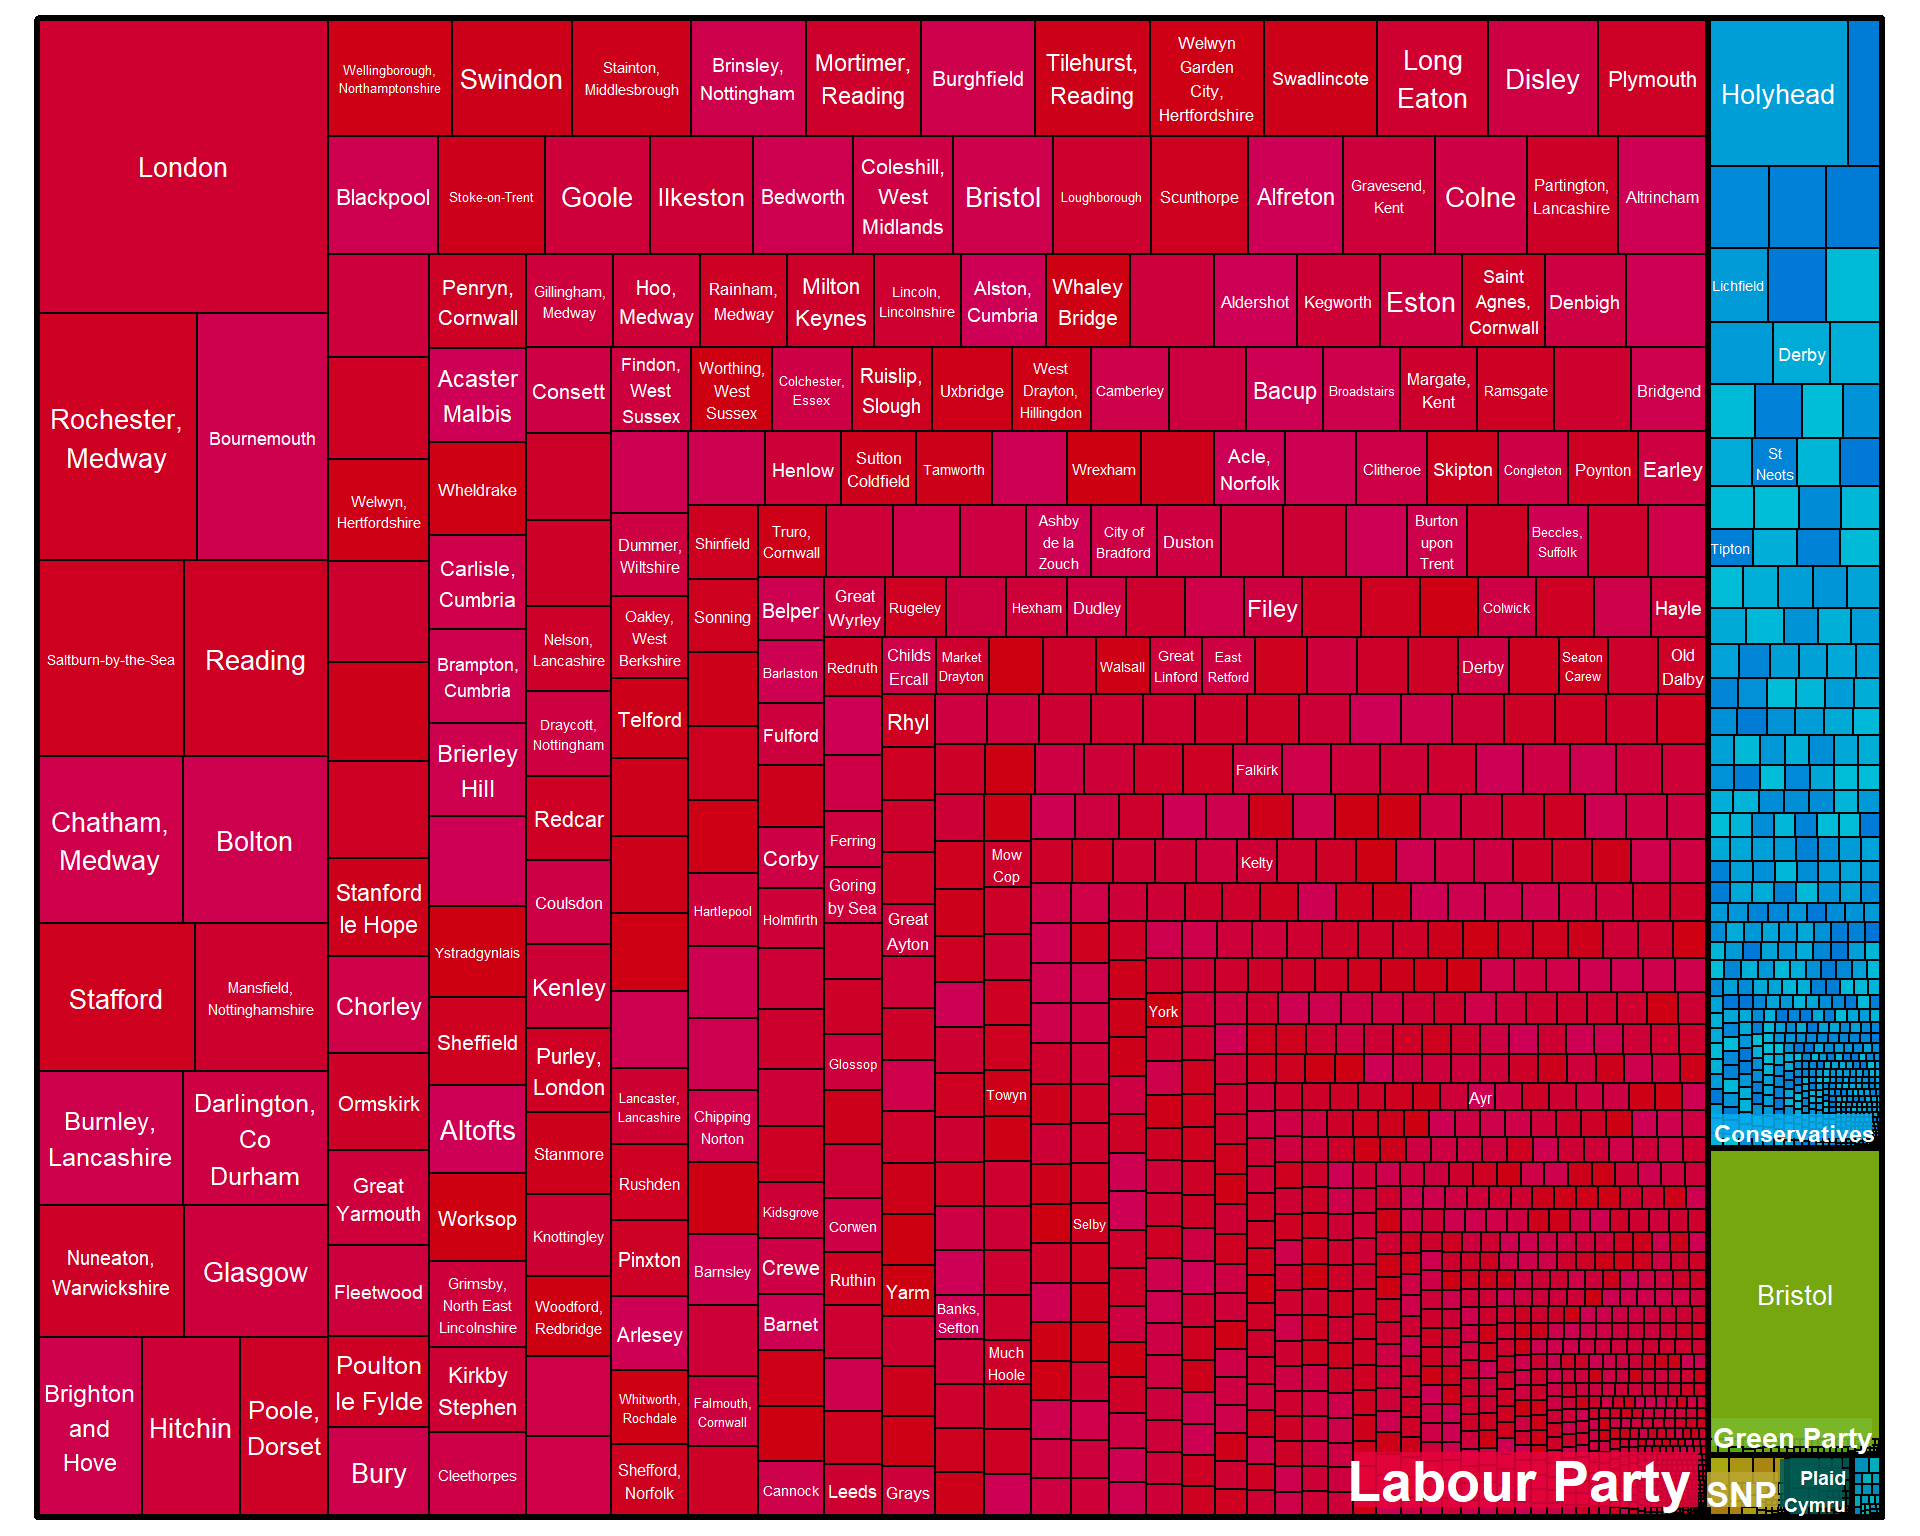 London
Rochester,
Medway
Bournemouth
Saltburn-by-the-Sea
Reading
Chatham,
Medway
Bolton
Stafford
Mansfield,
Nottinghamshire
Burnley,
Lancashire
Darlington,
Co
Durham
Nuneaton,
Warwickshire
Glasgow
Brighton
and
Hove
Hitchin
Poole,
Dorset
Wellingborough,
Northamptonshire
Swindon
Stainton,
Middlesbrough
Brinsley,
Nottingham
Mortimer,
Reading
Burghfield
Tilehurst,
Reading
Welwyn
Garden
City,
Hertfordshire
Swadlincote
Long
Eaton
Disley
Plymouth
Blackpool
Stoke-on-Trent
Goole
Ilkeston
Bedworth
Coleshill,
West
Midlands
Bristol
Loughborough
Scunthorpe
Alfreton
Gravesend,
Kent
Colne
Partington,
Lancashire
Altrincham
Welwyn,
Hertfordshire
Stanford
le Hope
Chorley
Ormskirk
Great
Yarmouth
Fleetwood
Poulton
le Fylde
Bury
Penryn,
Cornwall
Acaster
Malbis
Wheldrake
Carlisle,
Cumbria
Brampton,
Cumbria
Brierley
Hill
Ystradgynlais
Sheffield
Altofts
Worksop
Grimsby,
North East
Lincolnshire
Kirkby
Stephen
Cleethorpes
Gillingham,
Medway
Hoo,
Medway
Rainham,
Medway
Milton
Keynes
Lincoln,
Lincolnshire
Alston,
Cumbria
Whaley
Bridge
Aldershot
Kegworth
Eston
Saint
Agnes,
Cornwall
Denbigh
Consett
Nelson,
Lancashire
Draycott,
Nottingham
Redcar
Coulsdon
Kenley
Purley,
London
Stanmore
Knottingley
Woodford,
Redbridge
Findon,
West
Sussex
Worthing,
West
Sussex
Colchester,
Essex
Ruislip,
Slough
Uxbridge
West
Drayton,
Hillingdon
Camberley
Bacup
Broadstairs
Margate,
Kent
Ramsgate
Bridgend
Dummer,
Wiltshire
Oakley,
West
Berkshire
Telford
Lancaster,
Lancashire
Rushden
Pinxton
Arlesey
Whitworth,
Rochdale
Shefford,
Norfolk
Henlow
Sutton
Coldfield
Tamworth
Wrexham
Acle,
Norfolk
Clitheroe
Skipton
Congleton
Poynton
Earley
Shinfield
Sonning
Hartlepool
Chipping
Norton
Barnsley
Falmouth,
Cornwall
Truro,
Cornwall
Ashby
de la
Zouch
City of
Bradford
Duston
Burton
upon
Trent
Beccles,
Suffolk
Belper
Barlaston
Fulford
Corby
Holmfirth
Kidsgrove
Crewe
Barnet
Cannock
Great
Wyrley
Rugeley
Hexham
Dudley
Filey
Colwick
Hayle
Redruth
Ferring
Goring
by Sea
Glossop
Corwen
Ruthin
Leeds
Childs
Ercall
Market
Drayton
Walsall
Great
Linford
East
Retford
Derby
Seaton
Carew
Old
Dalby
Rhyl
Great
Ayton
Yarm
Grays
Falkirk
Banks,
Sefton
Mow
Cop
Towyn
Much
Hoole
Kelty
Selby
York
Ayr
Labour Party
Holyhead
Lichfield
Derby
St
Neots
Tipton
Conservatives
Bristol
Green Party
SNP
Plaid
Cymru